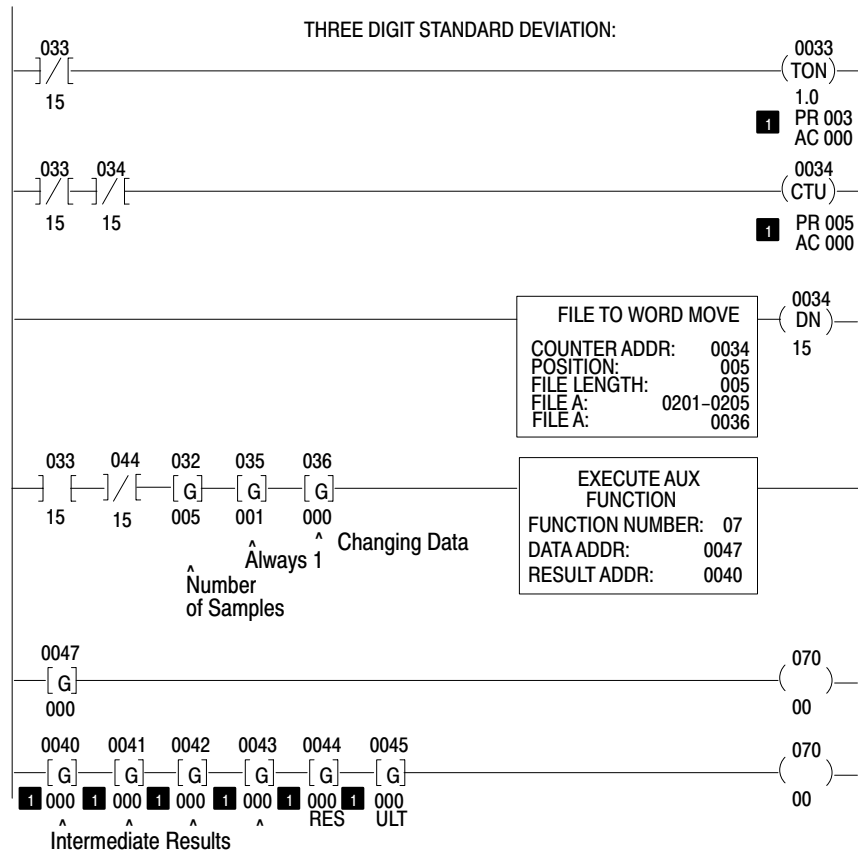 THREE DIGIT STANDARD DEVIATION:
033 0033
]/[ (TON)
15 1.0
1 PR 003
AC 000
033 034 0034
]/[ ]/[ (CTU)
15 15
1 PR 005
AC 000
FILE TO WORD MOVE
COUNTER ADDR: 0034
POSITION: 005
FILE LENGTH: 005
FILE A: 0201-0205
FILE A: 0036
0034
( DN )
15
033 044 032 035 036
] [ ]/[ [G] [G] [G]
15 15 005 001 000
^ Number of Samples
^ Always 1
^ Changing Data
EXECUTE AUX
FUNCTION
FUNCTION NUMBER: 07
DATA ADDR: 0047
RESULT ADDR: 0040
0047 070
[G] ( )
000 00
0040 0041 0042 0043 0044 0045 070
[G] [G] [G] [G] [G] [G] ( )
1 000 1 000 1 000 1 000 1 000 1 000 00
^ ^ ^ ^ RES ULT
Intermediate Results